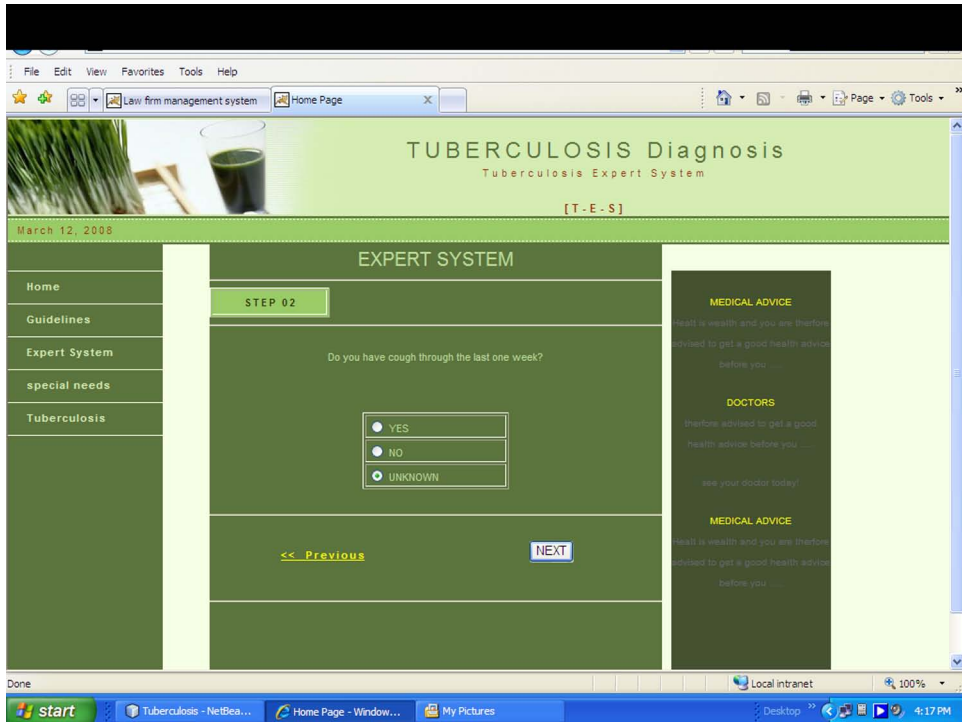 File Edit View Favorites Tools Help
Law firm management system Home Page X Page Tools
TUBERCULOSIS Diagnosis
Tuberculosis Expert System
[T-E-S]
March 12, 2008
Home
Guidelines
Expert System
special needs
Tuberculosis
EXPERT SYSTEM
STEP 02
Do you have cough through the last one week?
YES
NO
UNKNOWN
<< Previous
NEXT
MEDICAL ADVICE
Healt is wealth and you are therfore
advised to get a good health advice
before you .....
DOCTORS
therfore advised to get a good
health advice before you .....
see your doctor today!
MEDICAL ADVICE
Healt is wealth and you are therfore
advised to get a good health advice
before you .....
Done Local intranet 100%
start Tuberculosis - NetBea... Home Page - Window... My Pictures Desktop 4:17 PM